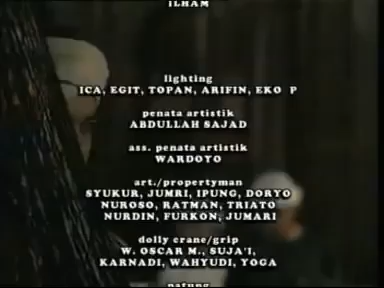 ILHAM
lighting
ICA, EGIT, TOPAN, ARIFIN, EKO P
penata artistik
ABDULLAH SAJAD
ass. penata artistik
WARDOYO
art./propertyman
SYUKUR, JUMRI, IPUNG, DORYO
NUROSO, RATMAN, TRIATO
NURDIN, FURKON, JUMARI
dolly crane/grip
W. OSCAR M., SUJA'I,
KARNADI, WAHYUDI, YOGA
patung